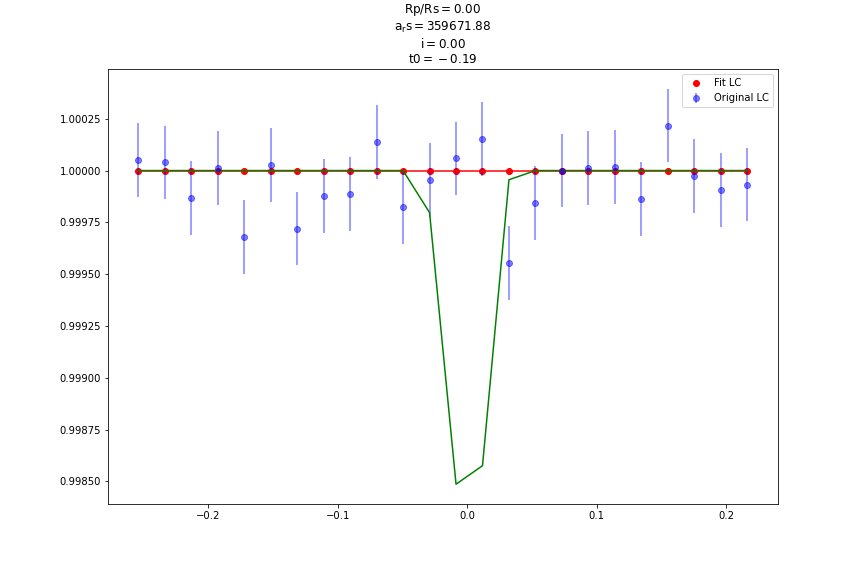 Rp/Rs = 0.00
aᵣs = 359671.88
i = 0.00
t0 = −0.19
Fit LC
Original LC
1.00025
1.00000
0.99975
0.99950
0.99925
0.99900
0.99875
0.99850
−0.2 −0.1 0.0 0.1 0.2